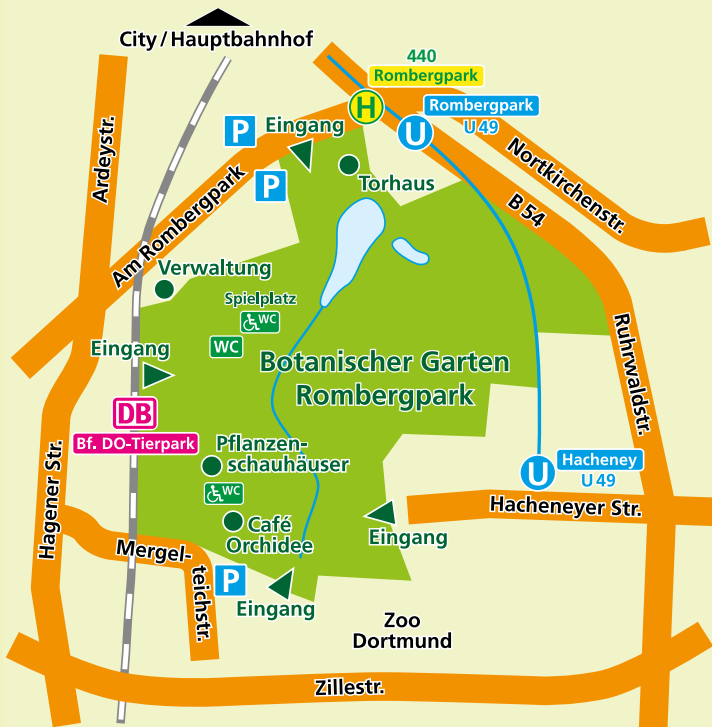 City / Hauptbahnhof
440
Rombergpark
H
Rombergpark
U
U 49
P
Eingang
Ardeystr.
Nortkirchenstr.
P
Torhaus
Am Rombergpark
B 54
Verwaltung
Spielplatz
WC
WC
Ruhrwaldstr.
Eingang
Botanischer Garten
Rombergpark
DB
Bf. DO-Tierpark
Pflanzen-
schauhäuser
WC
Hacheney
U
U 49
Hagener Str.
Hacheneyer Str.
Café
Orchidee
Eingang
Mergel-
teichstr.
P
Eingang
Zoo
Dortmund
Zillestr.